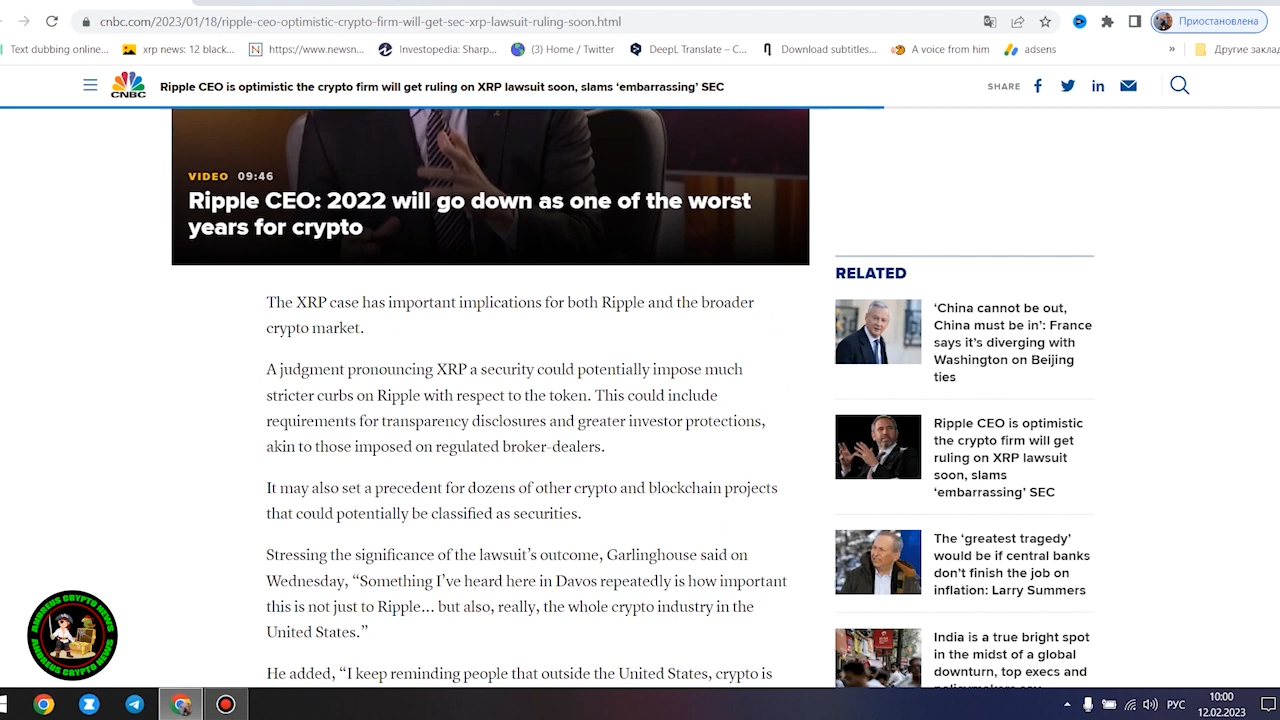 cnbc.com/2023/01/18/ripple-ceo-optimistic-crypto-firm-will-get-sec-xrp-lawsuit-ruling-soon.html
Приостановлена
Text dubbing online...
xrp news: 12 black...
https://www.newsn...
Investopedia: Sharp...
(3) Home / Twitter
DeepL Translate – C...
Download subtitles...
A voice from him
adsens
»
Другие закла
CNBC
Ripple CEO is optimistic the crypto firm will get ruling on XRP lawsuit soon, slams ‘embarrassing’ SEC
SHARE
VIDEO 09:46
Ripple CEO: 2022 will go down as one of the worst
years for crypto
The XRP case has important implications for both Ripple and the broader
crypto market.
A judgment pronouncing XRP a security could potentially impose much
stricter curbs on Ripple with respect to the token. This could include
requirements for transparency disclosures and greater investor protections,
akin to those imposed on regulated broker-dealers.
It may also set a precedent for dozens of other crypto and blockchain projects
that could potentially be classified as securities.
Stressing the significance of the lawsuit’s outcome, Garlinghouse said on
Wednesday, “Something I’ve heard here in Davos repeatedly is how important
this is not just to Ripple… but also, really, the whole crypto industry in the
United States.”
He added, “I keep reminding people that outside the United States, crypto is
RELATED
‘China cannot be out,
China must be in’: France
says it’s diverging with
Washington on Beijing
ties
Ripple CEO is optimistic
the crypto firm will get
ruling on XRP lawsuit
soon, slams
‘embarrassing’ SEC
The ‘greatest tragedy’
would be if central banks
don’t finish the job on
inflation: Larry Summers
India is a true bright spot
in the midst of a global
downturn, top execs and
ANDREUS CRYPTO NEWS
ANDREUS CRYPTO NEWS
РУС
10:00
12.02.2023